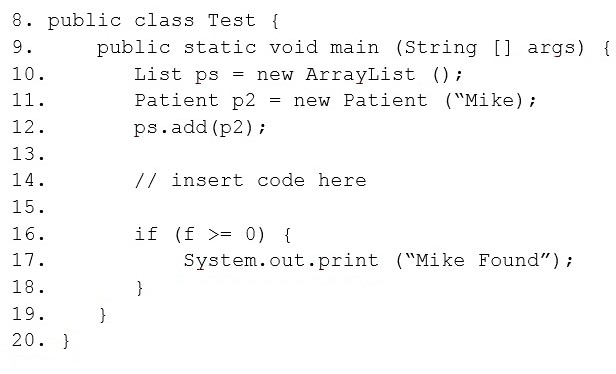 8. public class Test {
9. public static void main (String [] args) {
10. List ps = new ArrayList ();
11. Patient p2 = new Patient (“Mike);
12. ps.add(p2);
13.
14. // insert code here
15.
16. if (f >= 0) {
17. System.out.print (“Mike Found”);
18. }
19. }
20. }